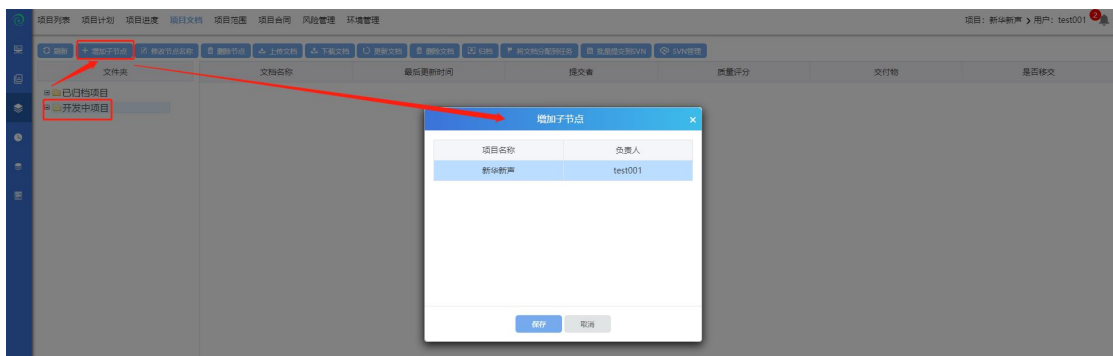 项目列表 项目计划 项目进度 项目文档 项目范围 项目合同 风险管理 环境管理 项目: 新华新声 > 用户: test001 2
刷新 + 增加子节点 修改节点名称 删除节点 上传文档 下载文档 更新文档 删除文档 归档 将文档分配到任务 批量提交到SVN SVN管理
文件夹 文档名称 最后更新时间 提交者 质量评分 交付物 是否移交
已归档项目
开发中项目
增加子节点 ×
项目名称 负责人
新华新声 test001
保存 取消